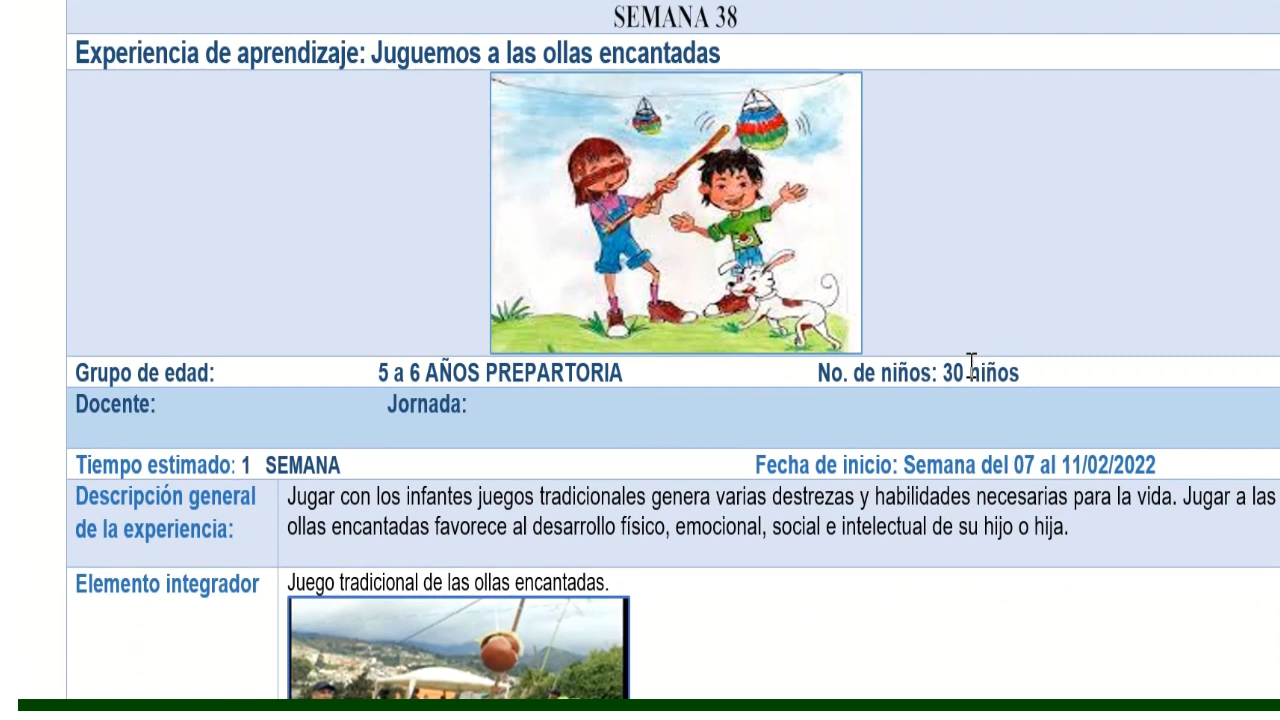 SEMANA 38
Experiencia de aprendizaje: Juguemos a las ollas encantadas
Grupo de edad: 5 a 6 AÑOS PREPARTORIA No. de niños: 30 niños
Docente: Jornada:
Tiempo estimado: 1 SEMANA Fecha de inicio: Semana del 07 al 11/02/2022
Descripción general
de la experiencia:
Jugar con los infantes juegos tradicionales genera varias destrezas y habilidades necesarias para la vida. Jugar a las
ollas encantadas favorece al desarrollo físico, emocional, social e intelectual de su hijo o hija.
Elemento integrador
Juego tradicional de las ollas encantadas.